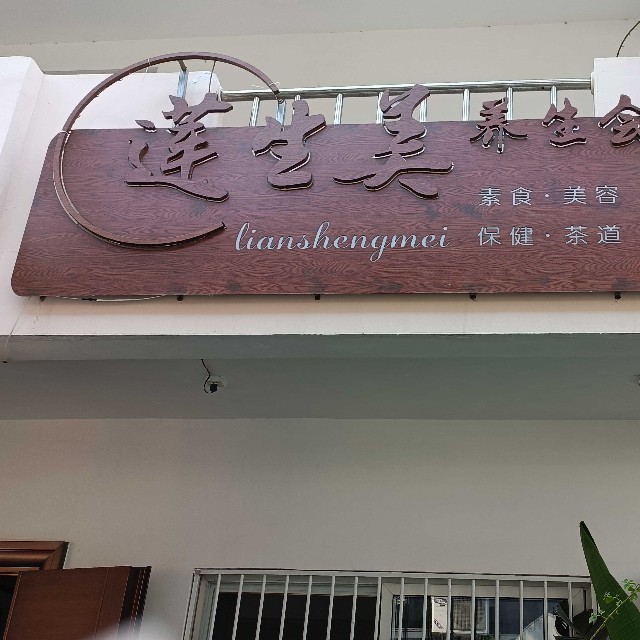 莲生美 养生会
lianshengmei
素食·美容
保健·茶道